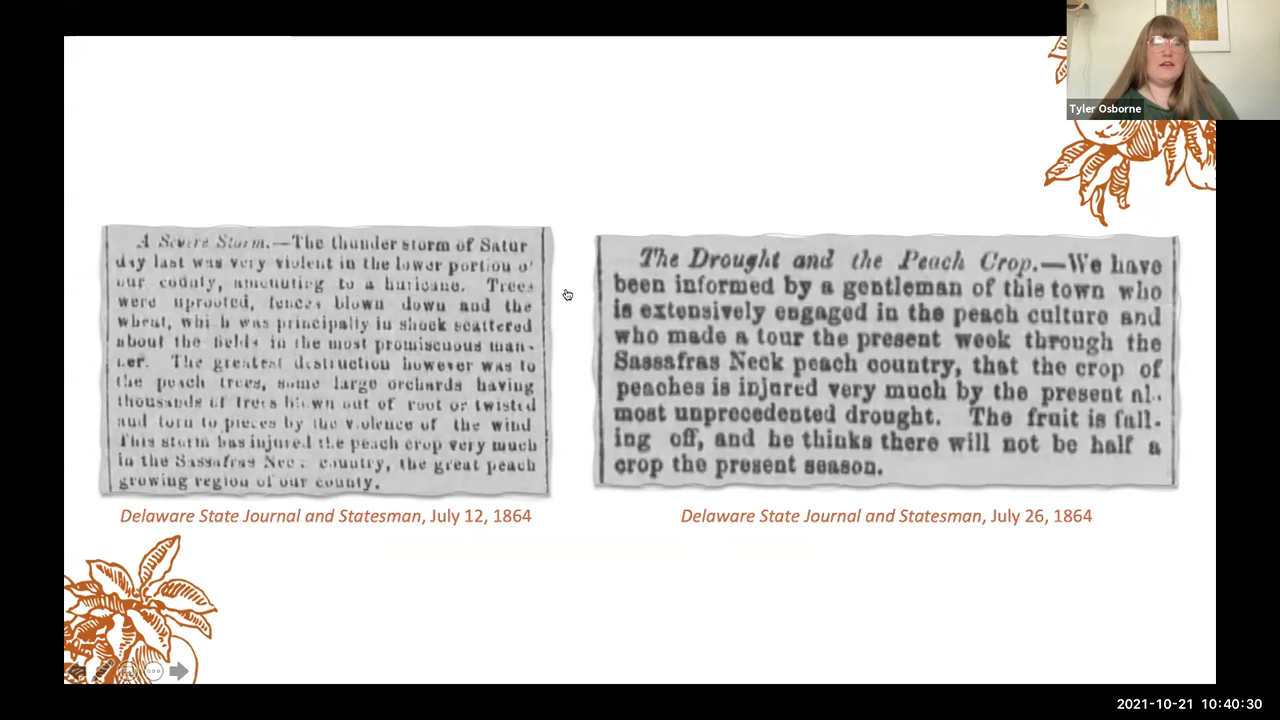 Tyler Osborne
A Severe Storm.—The thunder storm of Satur
day last was very violent in the lower portion o'
our county, amounting to a huricane. Trees
were uprooted, fences blown down and the
wheat, which was principally in shock scattered
about the fields in the most promiscuous man-
ner. The greatest destruction however was to
the peach trees, some large orchards having
thousands of trees blown out of root or twisted
and torn to pieces by the violence of the wind
This storm has injured the peach crop very much
in the Sassafras Neck country, the great peach
growing region of our county.
Delaware State Journal and Statesman, July 12, 1864
The Drought and the Peach Crop.—We have
been informed by a gentleman of this town who
is extensively engaged in the peach culture and
who made a tour the present week through the
Sassafras Neck peach country, that the crop of
peaches is injured very much by the present al-
most unprecedented drought. The fruit is fall-
ing off, and he thinks there will not be half a
crop the present season.
Delaware State Journal and Statesman, July 26, 1864
2021-10-21 10:40:30